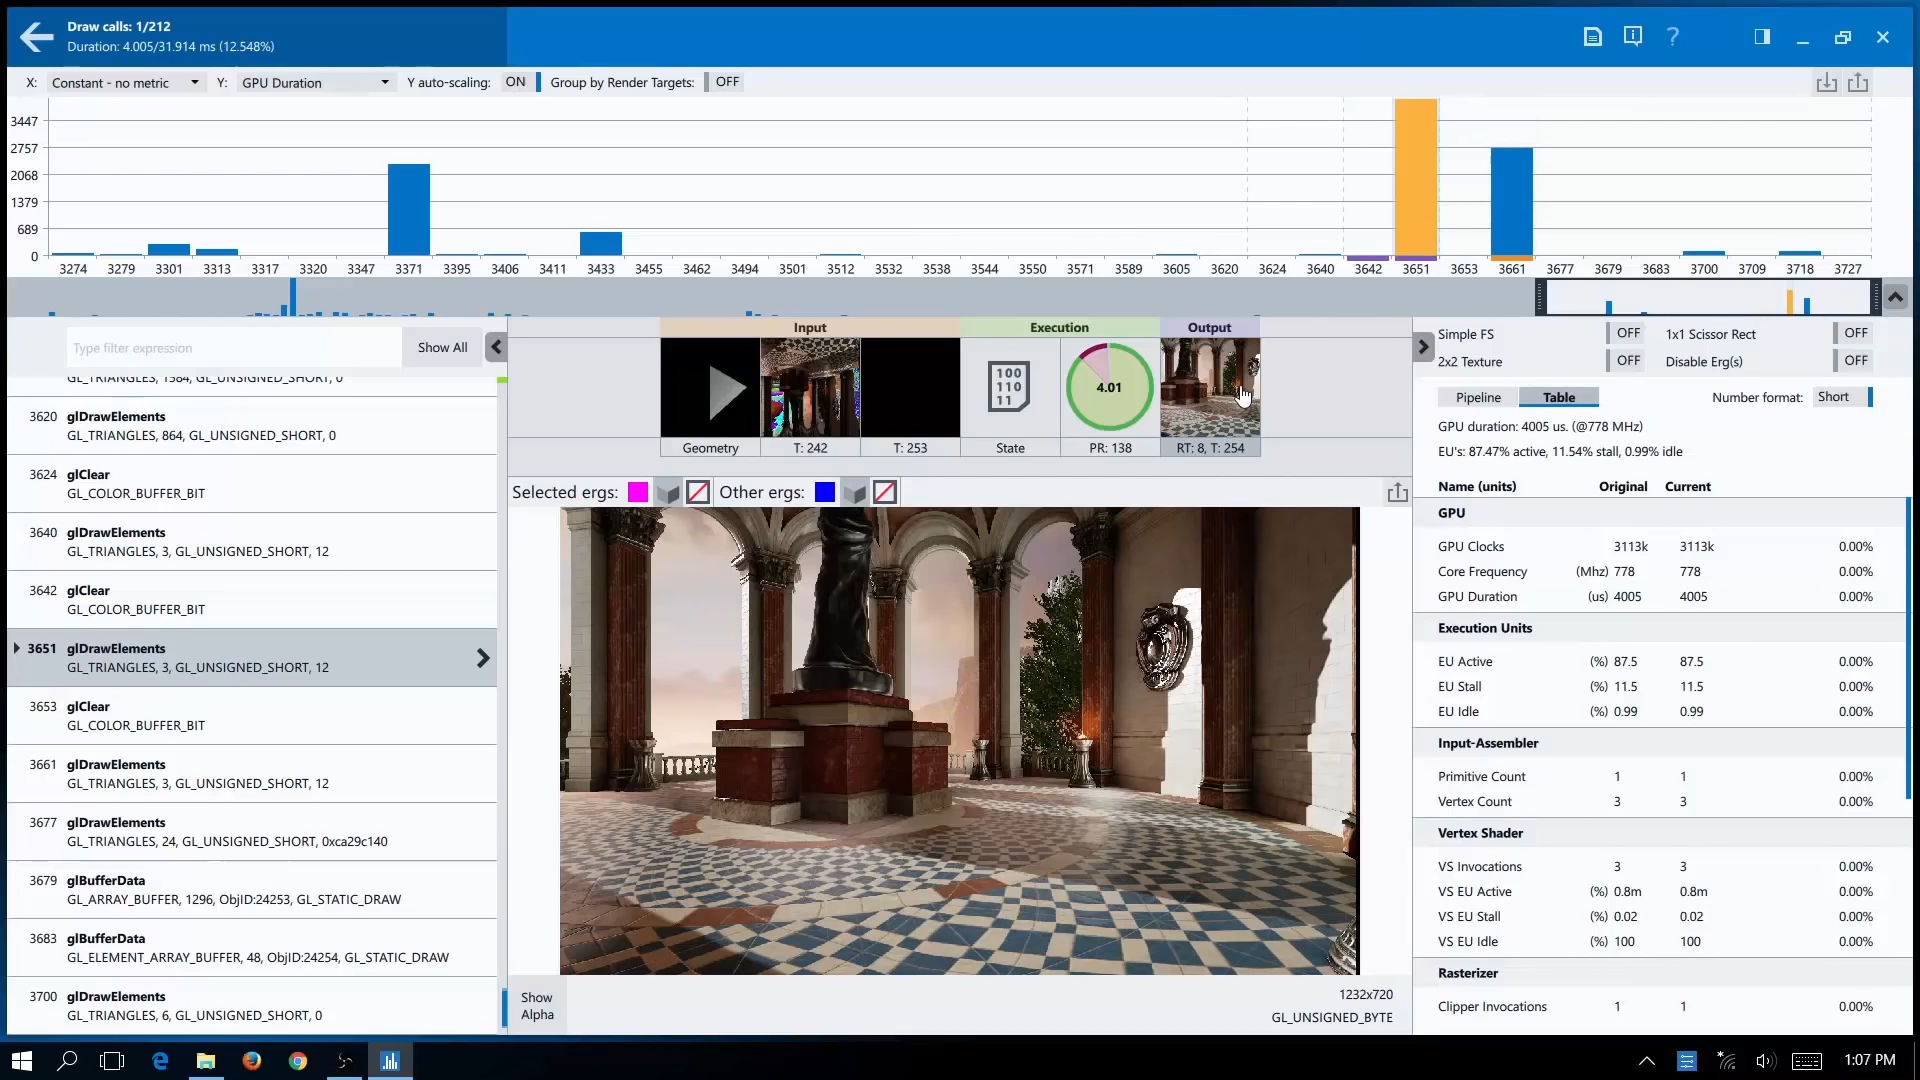 Draw calls: 1/212
Duration: 4.005/31.914 ms (12.548%)
X: Constant - no metric Y: GPU Duration Y auto-scaling: ON Group by Render Targets: OFF
3447
2757
2068
1379
689
0
3274 3279 3301 3313 3317 3320 3347 3371 3395 3406 3411 3433 3455 3462 3494 3501 3512 3532 3538 3544 3550 3571 3589 3605 3620 3624 3640 3642 3651 3653 3661 3677 3679 3683 3700 3709 3718 3727
Type filter expression Show All
GL_TRIANGLES, 1584, GL_UNSIGNED_SHORT, 0
3620 glDrawElements
GL_TRIANGLES, 864, GL_UNSIGNED_SHORT, 0
3624 glClear
GL_COLOR_BUFFER_BIT
3640 glDrawElements
GL_TRIANGLES, 3, GL_UNSIGNED_SHORT, 12
3642 glClear
GL_COLOR_BUFFER_BIT
3651 glDrawElements
GL_TRIANGLES, 3, GL_UNSIGNED_SHORT, 12
3653 glClear
GL_COLOR_BUFFER_BIT
3661 glDrawElements
GL_TRIANGLES, 3, GL_UNSIGNED_SHORT, 12
3677 glDrawElements
GL_TRIANGLES, 24, GL_UNSIGNED_SHORT, 0xca29c140
3679 glBufferData
GL_ARRAY_BUFFER, 1296, ObjID:24253, GL_STATIC_DRAW
3683 glBufferData
GL_ELEMENT_ARRAY_BUFFER, 48, ObjID:24254, GL_STATIC_DRAW
3700 glDrawElements
GL_TRIANGLES, 6, GL_UNSIGNED_SHORT, 0
Input Execution Output
100
110
11
4.01
Geometry T: 242 T: 253 State PR: 138 RT: 8, T: 254
Selected ergs: Other ergs:
Show
Alpha
1232x720
GL_UNSIGNED_BYTE
Simple FS OFF 1x1 Scissor Rect OFF
2x2 Texture OFF Disable Erg(s) OFF
Pipeline Table Number format: Short
GPU duration: 4005 us. (@778 MHz)
EU's: 87.47% active, 11.54% stall, 0.99% idle
Name (units) Original Current
GPU
GPU Clocks 3113k 3113k 0.00%
Core Frequency (Mhz) 778 778 0.00%
GPU Duration (us) 4005 4005 0.00%
Execution Units
EU Active (%) 87.5 87.5 0.00%
EU Stall (%) 11.5 11.5 0.00%
EU Idle (%) 0.99 0.99 0.00%
Input-Assembler
Primitive Count 1 1 0.00%
Vertex Count 3 3 0.00%
Vertex Shader
VS Invocations 3 3 0.00%
VS EU Active (%) 0.8m 0.8m 0.00%
VS EU Stall (%) 0.02 0.02 0.00%
VS EU Idle (%) 100 100 0.00%
Rasterizer
Clipper Invocations 1 1 0.00%
1:07 PM